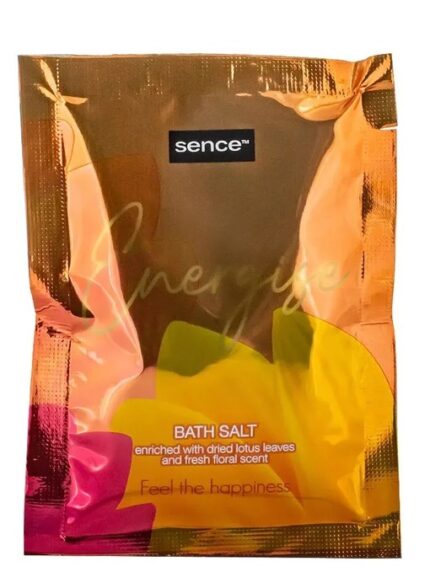 sence™
Energise
BATH SALT
enriched with dried lotus leaves
and fresh floral scent
Feel the happiness